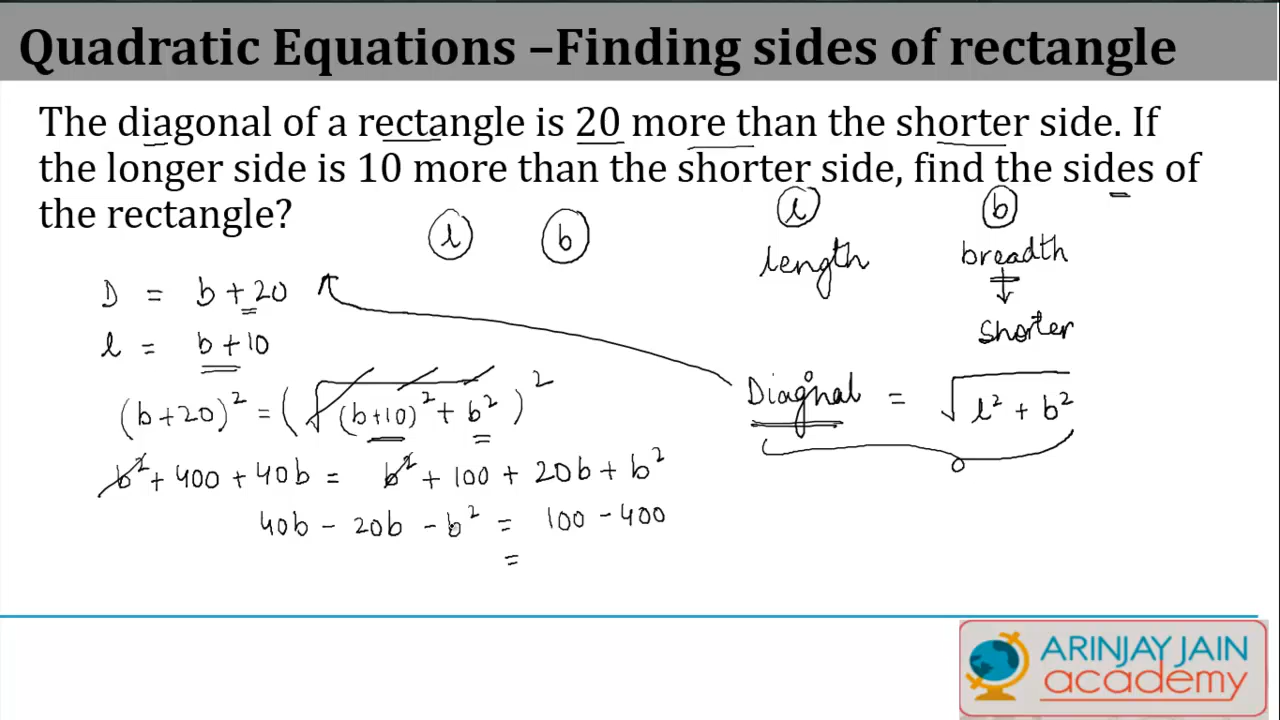 Quadratic Equations –Finding sides of rectangle
The diagonal of a rectangle is 20 more than the shorter side. If
the longer side is 10 more than the shorter side, find the sides of
the rectangle?
l b
l b
length breadth
shorter
D = b + 20
l = b + 10
Diagonal = √(l² + b²)
(b + 20)² = (√((b+10)² + b²))²
b² + 400 + 40b = b² + 100 + 20b + b²
40b - 20b - b² = 100 - 400
=
ARINJAY JAIN
academy